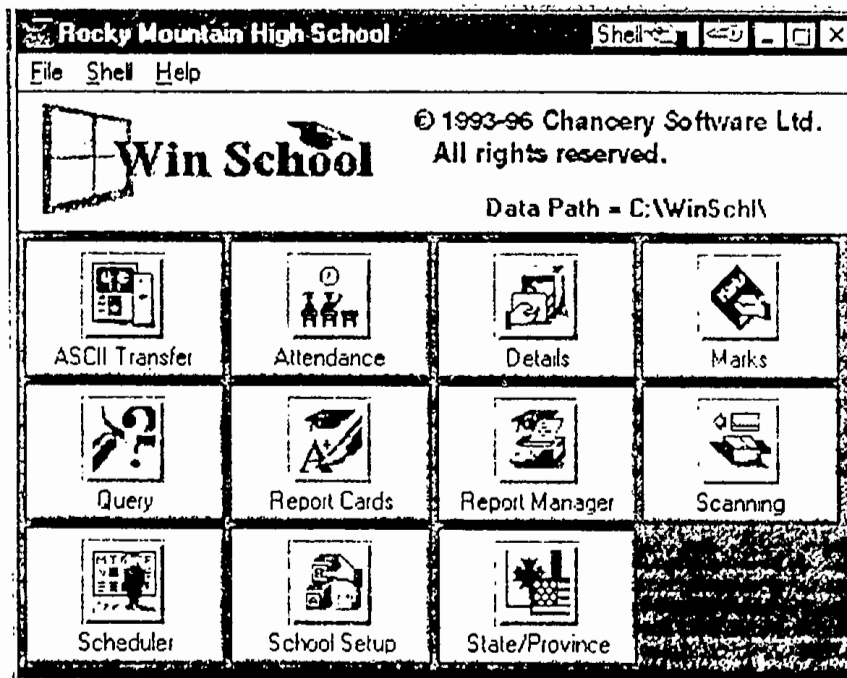 Rocky Mountain High School Shell
File Shell Help
Win School
© 1993-96 Chancery Software Ltd.
All rights reserved.
Data Path = C:\WinSchl\
ASCII Transfer Attendance Details Marks
Query Report Cards Report Manager Scanning
Scheduler School Setup State/Province